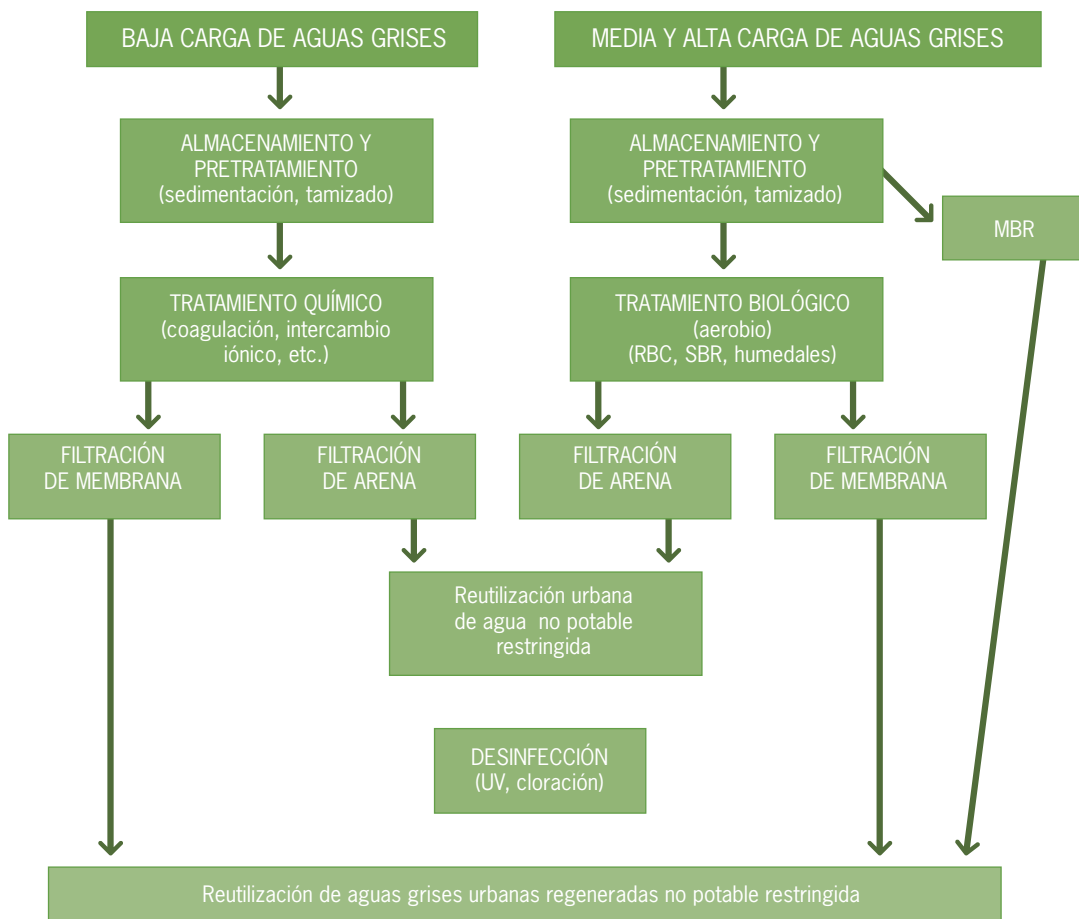 BAJA CARGA DE AGUAS GRISES
MEDIA Y ALTA CARGA DE AGUAS GRISES
ALMACENAMIENTO Y
PRETRATAMIENTO
(sedimentación, tamizado)
ALMACENAMIENTO Y
PRETRATAMIENTO
(sedimentación, tamizado)
MBR
TRATAMIENTO QUÍMICO
(coagulación, intercambio
iónico, etc.)
TRATAMIENTO BIOLÓGICO
(aerobio)
(RBC, SBR, humedales)
FILTRACIÓN
DE MEMBRANA
FILTRACIÓN
DE ARENA
FILTRACIÓN
DE ARENA
FILTRACIÓN
DE MEMBRANA
Reutilización urbana
de agua no potable
restringida
DESINFECCIÓN
(UV, cloración)
Reutilización de aguas grises urbanas regeneradas no potable restringida